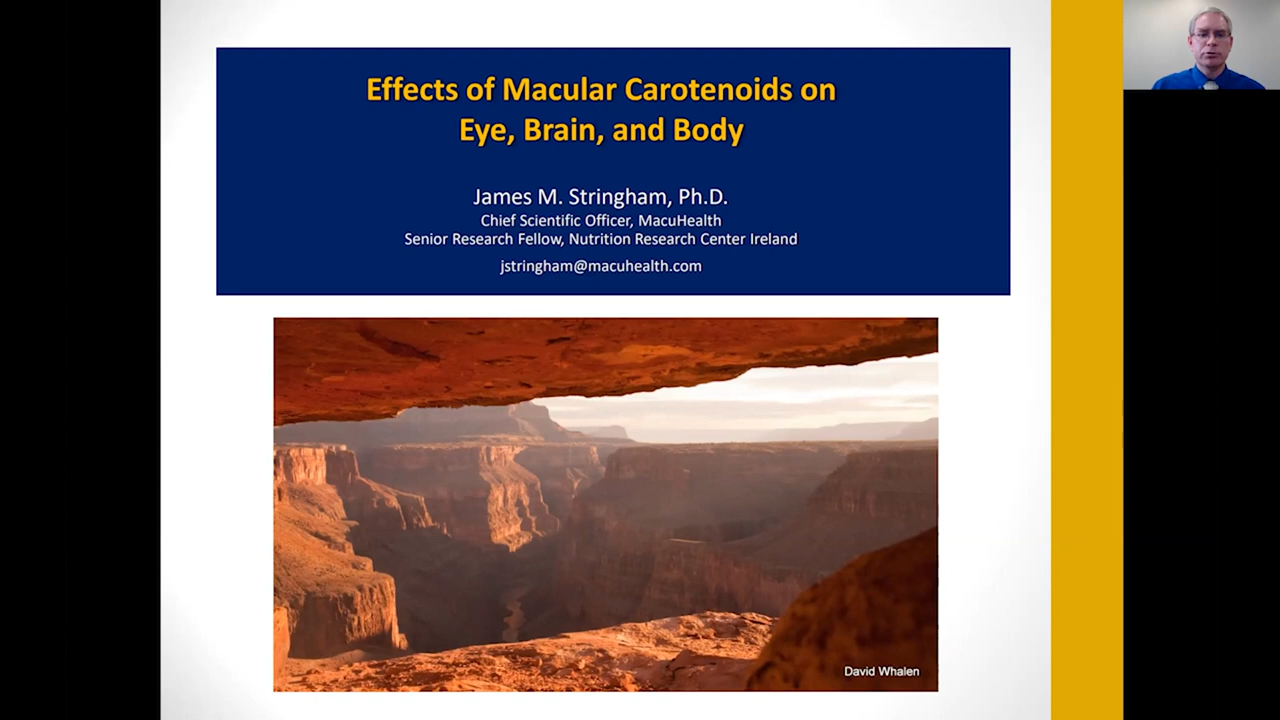 Effects of Macular Carotenoids on
Eye, Brain, and Body
James M. Stringham, Ph.D.
Chief Scientific Officer, MacuHealth
Senior Research Fellow, Nutrition Research Center Ireland
jstringham@macuhealth.com
David Whalen